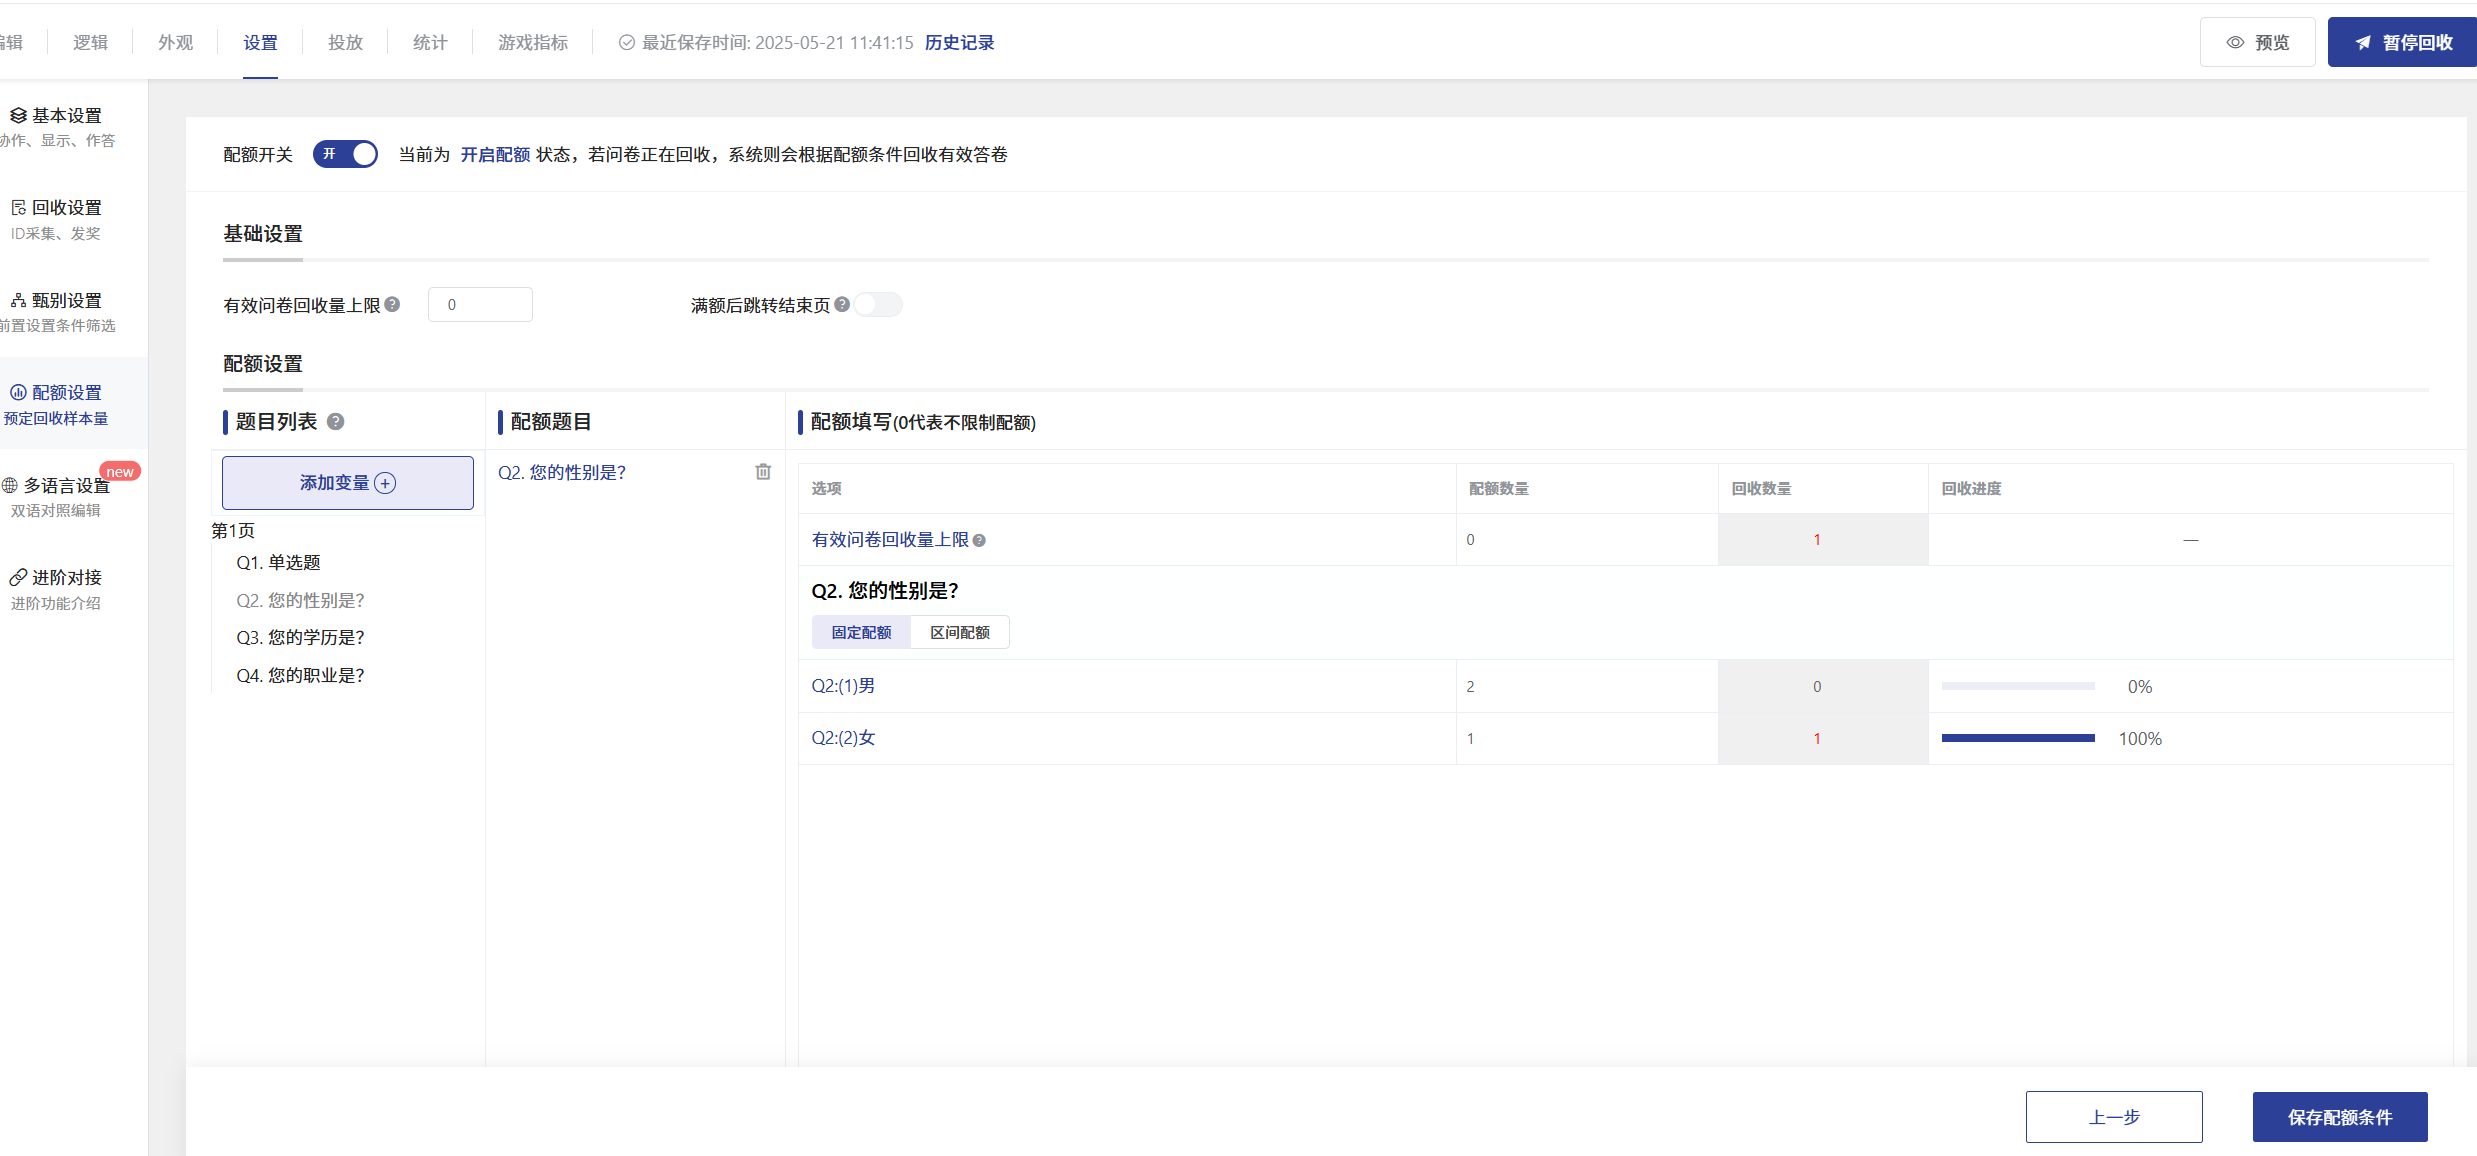 逻辑
外观
设置
投放
统计
游戏指标
最近保存时间: 2025-05-21 11:41:15 历史记录
预览
暂停回收
基本设置
协作、显示、作答
回收设置
ID采集、发奖
甄别设置
前置设置条件筛选
配额设置
预定回收样本量
new
多语言设置
双语对照编辑
进阶对接
进阶功能介绍
配额开关 开 当前为 开启配额 状态，若问卷正在回收，系统则会根据配额条件回收有效答卷
基础设置
有效问卷回收量上限 ? 0
满额后跳转结束页 ?
配额设置
题目列表 ?
添加变量
第1页
Q1. 单选题
Q2. 您的性别是?
Q3. 您的学历是?
Q4. 您的职业是?
配额题目
Q2. 您的性别是?
配额填写(0代表不限制配额)
选项 配额数量 回收数量 回收进度
有效问卷回收量上限 ? 0 1 —
Q2. 您的性别是?
固定配额 区间配额
Q2:(1)男 2 0 0%
Q2:(2)女 1 1 100%
上一步
保存配额条件